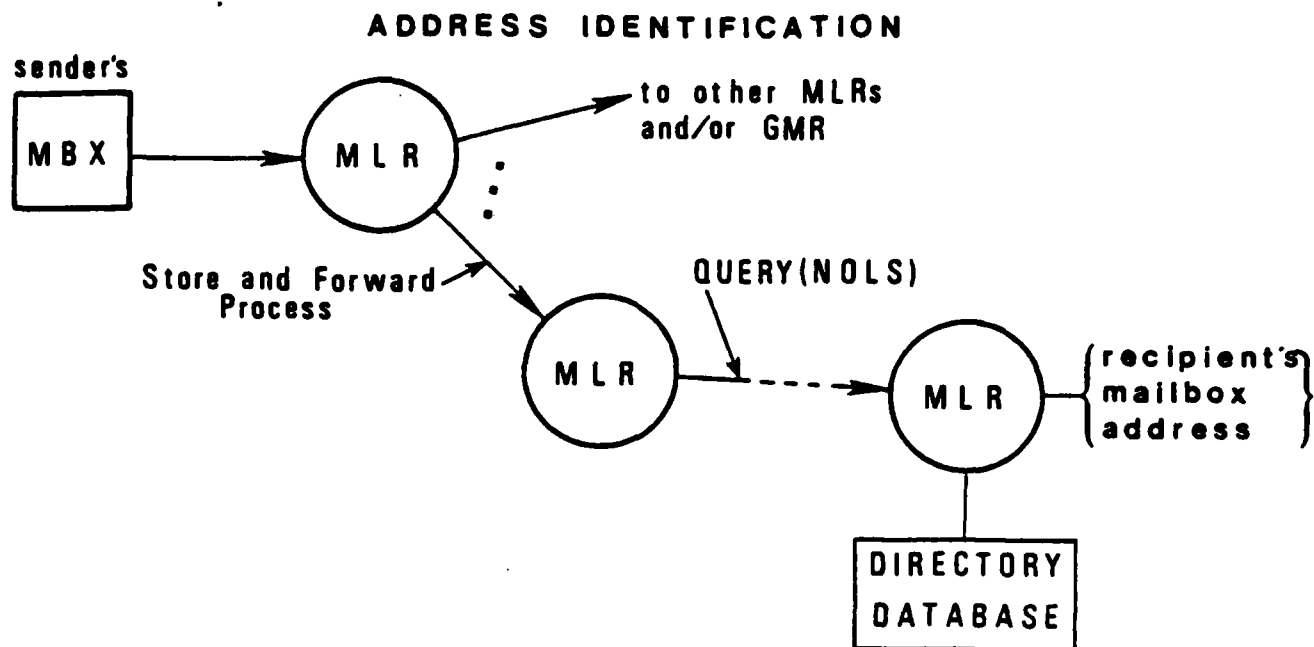 ADDRESS IDENTIFICATION
sender's
MBX
MLR
to other MLRs
and/or GMR
Store and Forward
Process
MLR
QUERY(NOLS)
MLR
{recipient's}
mailbox
address
DIRECTORY
DATABASE